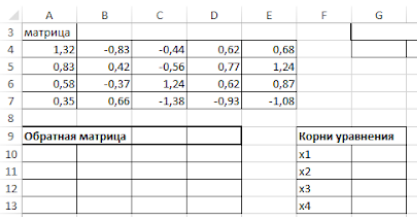 A B C D E F G
3 матрица
4 1,32 -0,83 -0,44 0,62 0,68
5 0,83 0,42 -0,56 0,77 1,24
6 0,58 -0,37 1,24 0,62 0,87
7 0,35 0,66 -1,38 -0,93 -1,08
8
9 Обратная матрица Корни уравнения
10 x1
11 x2
12 x3
13 x4